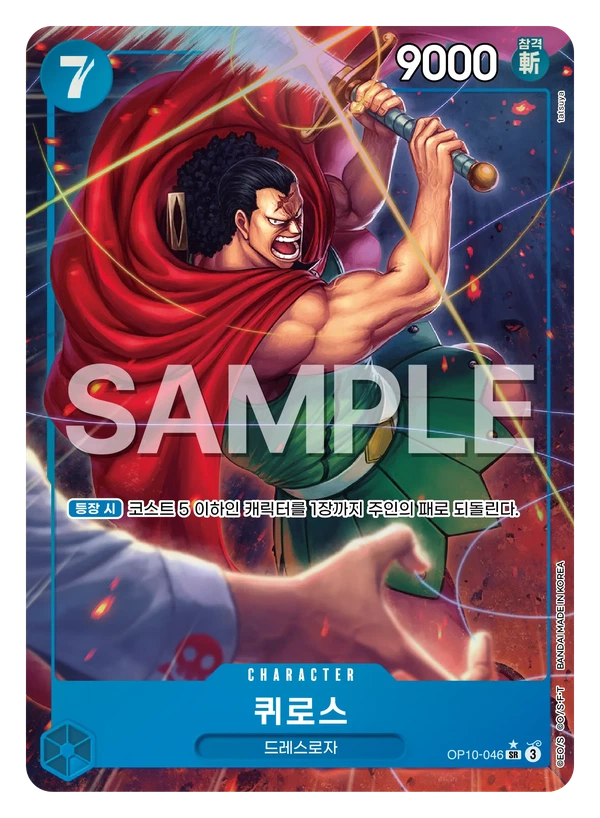 7
9000
참격
斬
tatsuya
SAMPLE
등장 시 코스트 5 이하인 캐릭터를 1장까지 주인의 패로 되돌린다.
CHARACTER
퀴로스
드레스로자
OP10-046 SR 3
©EO/S ©O/S·F·T BANDAI MADE IN KOREA